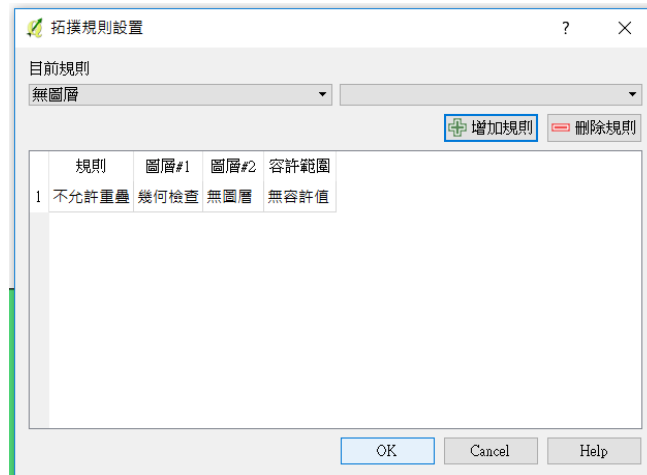 拓撲規則設置 ?
目前規則
無圖層
增加規則 刪除規則
規則 圖層#1 圖層#2 容許範圍
1 不允許重疊 幾何檢查 無圖層 無容許值
OK Cancel Help